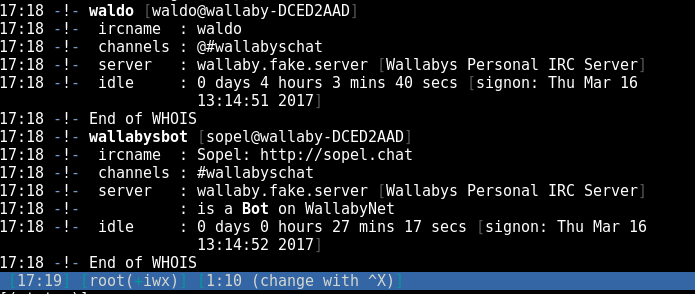 17:18 -!- waldo [waldo@wallaby-DCED2AAD]
17:18 -!-  ircname  : waldo
17:18 -!-  channels : @#wallabyschat
17:18 -!-  server   : wallaby.fake.server [Wallabys Personal IRC Server]
17:18 -!-  idle     : 0 days 4 hours 3 mins 40 secs [signon: Thu Mar 16
13:14:51 2017]
17:18 -!- End of WHOIS
17:18 -!- wallabysbot [sopel@wallaby-DCED2AAD]
17:18 -!-  ircname  : Sopel: http://sopel.chat
17:18 -!-  channels : #wallabyschat
17:18 -!-  server   : wallaby.fake.server [Wallabys Personal IRC Server]
17:18 -!-           : is a Bot on WallabyNet
17:18 -!-  idle     : 0 days 0 hours 27 mins 17 secs [signon: Thu Mar 16
13:14:52 2017]
17:18 -!- End of WHOIS
[17:19] [root(+iwx)] [1:10 (change with ^X)]